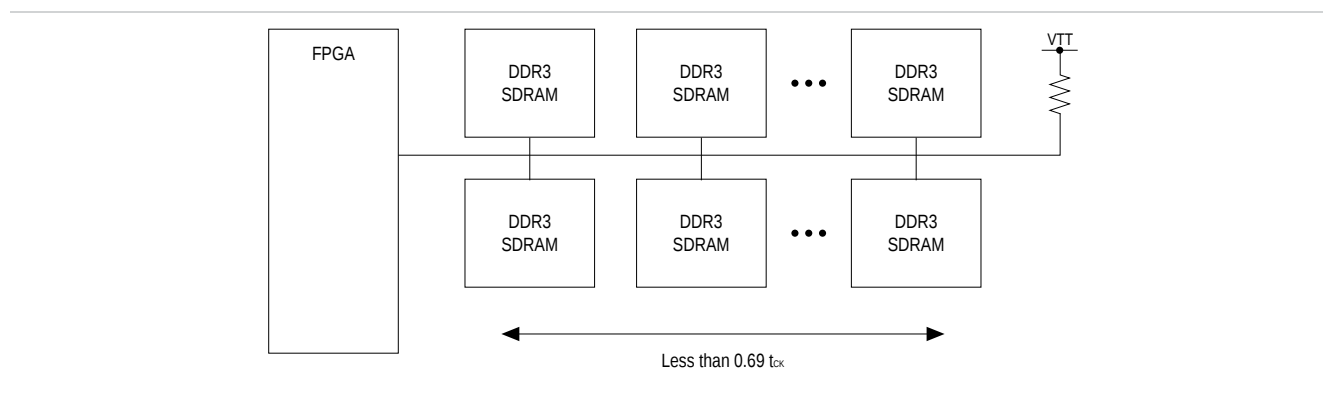 FPGA
DDR3
SDRAM
DDR3
SDRAM
DDR3
SDRAM
VTT
DDR3
SDRAM
DDR3
SDRAM
DDR3
SDRAM
Less than 0.69 tCK